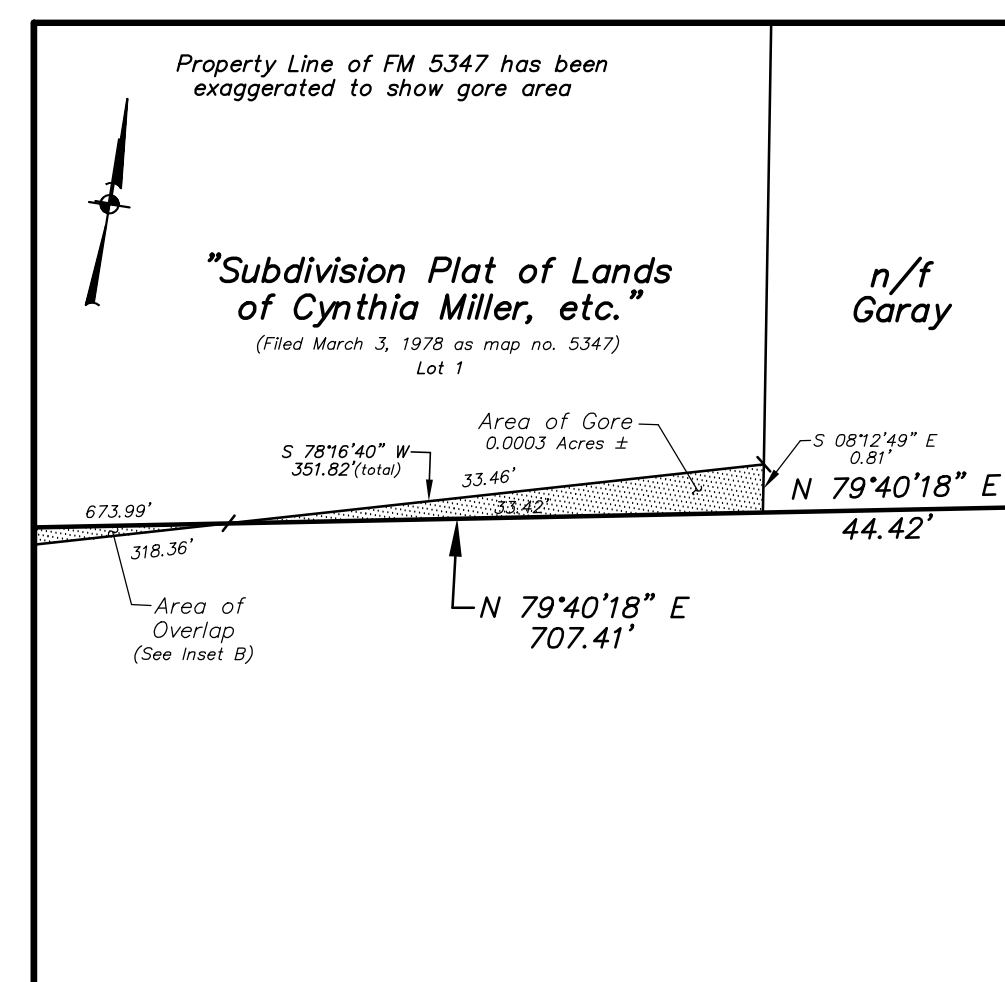 Property Line of FM 5347 has been
exaggerated to show gore area
"Subdivision Plat of Lands
of Cynthia Miller, etc."
(Filed March 3, 1978 as map no. 5347)
Lot 1
n/f
Garay
Area of Gore
0.0003 Acres ±
S 78°16'40" W
351.82'(total)
S 08°12'49" E
0.81'
33.46'
33.42'
N 79°40'18" E
44.42'
673.99'
318.36'
Area of
Overlap
(See Inset B)
N 79°40'18" E
707.41'